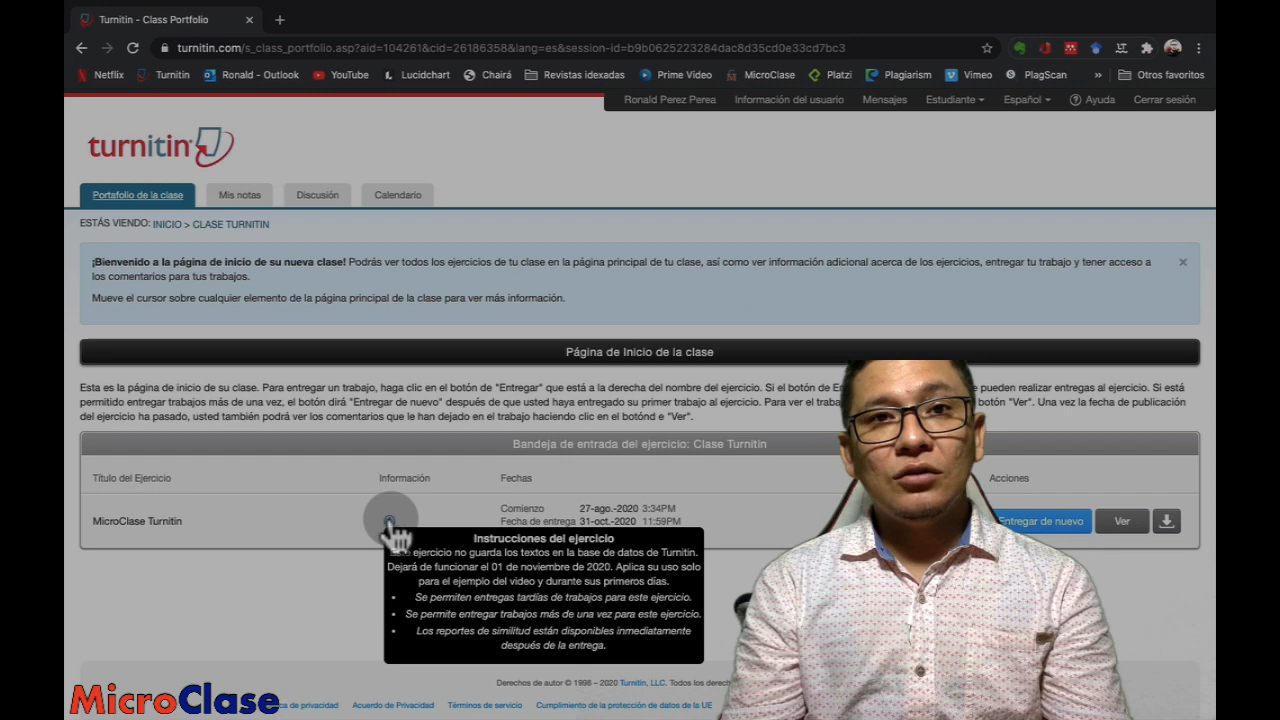 Turnitin - Class Portfolio
turnitin.com/s_class_portfolio.asp?aid=104261&cid=26186358&lang=es&session-id=b9b0625223284dac8d35cd0e33cd7bc3
Netflix Turnitin Ronald - Outlook YouTube Lucidchart Chairá Revistas idexadas Prime Video MicroClase Platzi Plagiarism Vimeo PlagScan » Otros favoritos
Ronald Perez Perea Información del usuario Mensajes Estudiante Español Ayuda Cerrar sesión
turnitin
Portafolio de la clase Mis notas Discusión Calendario
ESTÁS VIENDO: INICIO > CLASE TURNITIN
¡Bienvenido a la página de inicio de su nueva clase! Podrás ver todos los ejercicios de tu clase en la página principal de tu clase, así como ver información adicional acerca de los ejercicios, entregar tu trabajo y tener acceso a
los comentarios para tus trabajos.
Mueve el cursor sobre cualquier elemento de la página principal de la clase para ver más información.
Página de Inicio de la clase
Esta es la página de inicio de su clase. Para entregar un trabajo, haga clic en el botón de "Entregar" que está a la derecha del nombre del ejercicio. Si el botón de pueden realizar entregas al ejercicio. Si está
permitido entregar trabajos más de una vez, el botón dirá "Entregar de nuevo" después de que usted haya entregado su primer trabajo al ejercicio. Para ver el botón "Ver". Una vez la fecha de publicación
del ejercicio ha pasado, usted también podrá ver los comentarios que le han dejado en el trabajo haciendo clic en el botónd e "Ver".
Bandeja de entrada del ejercicio: Clase Turnitin
Título del Ejercicio Información Fechas Acciones
Comienzo 27-ago.-2020 3:34PM
MicroClase Turnitin Entregar de nuevo Ver
Fecha de entrega 31-oct.-2020 11:59PM
Instrucciones del ejercicio
ejercicio no guarda los textos en la base de datos de Turnitin.
Dejará de funcionar el 01 de noviembre de 2020. Aplica su uso solo
para el ejemplo del video y durante sus primeros días.
• Se permiten entregas tardías de trabajos para este ejercicio.
• Se permite entregar trabajos más de una vez para este ejercicio.
• Los reportes de similitud están disponibles inmediatamente
después de la entrega.
Derechos de autor © 1998 – 2020 Turnitin, LLC. Todos los
MicroClase
de privacidad Acuerdo de Privacidad Términos de servicio Cumplimiento de la protección de datos de la UE